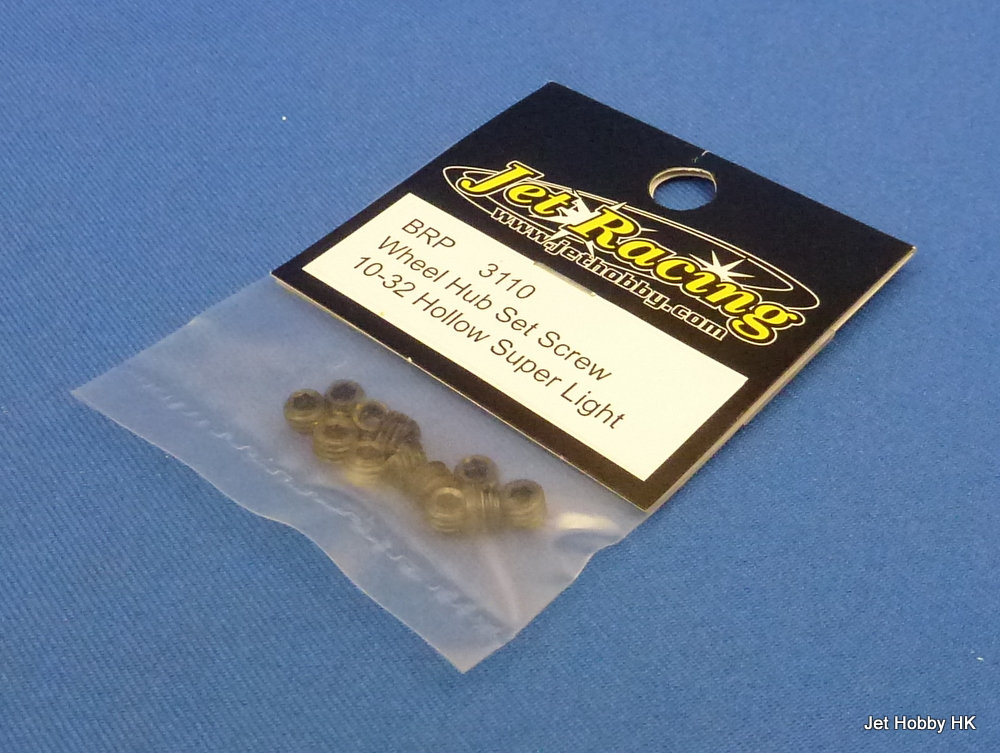 Jet Racing
www.jethobby.com
BRP 3110
Wheel Hub Set Screw
10-32 Hollow Super Light
Jet Hobby HK